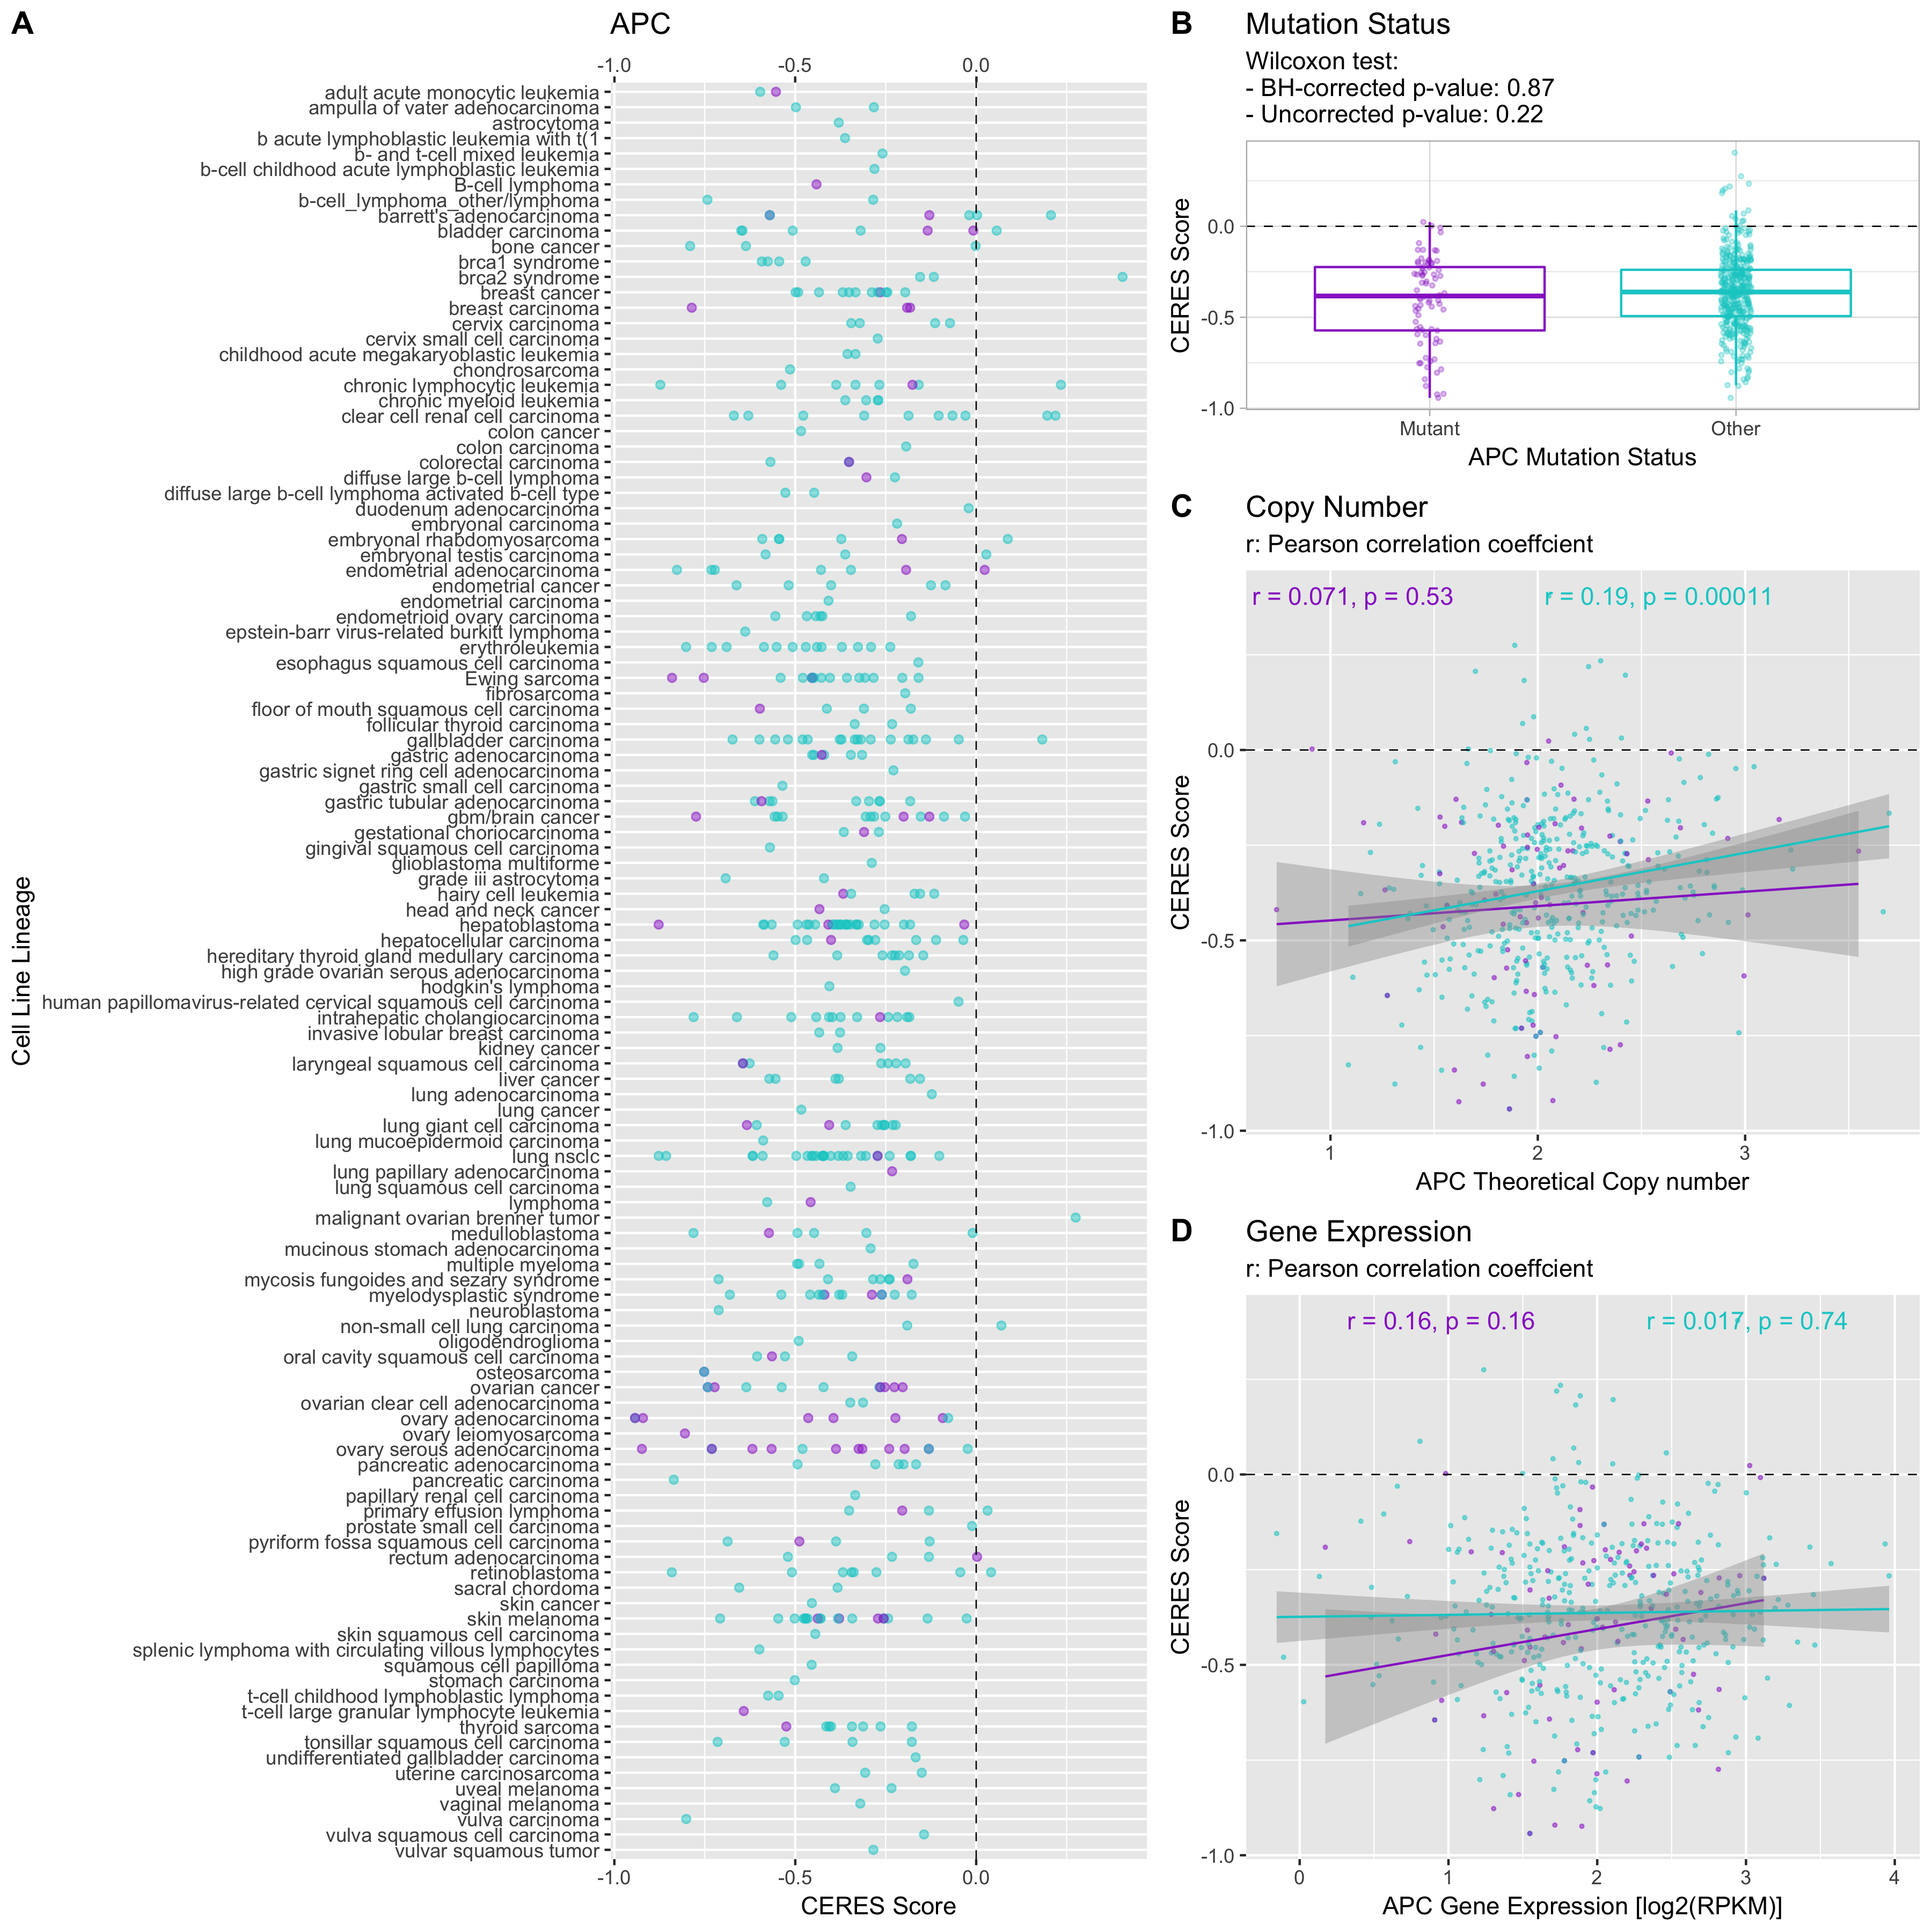 A
APC
-1.0
-0.5
0.0
adult acute monocytic leukemia
ampulla of vater adenocarcinoma
astrocytoma
b acute lymphoblastic leukemia with t(1
b- and t-cell mixed leukemia
b-cell childhood acute lymphoblastic leukemia
B-cell lymphoma
b-cell_lymphoma_other/lymphoma
barrett's adenocarcinoma
bladder carcinoma
bone cancer
brca1 syndrome
brca2 syndrome
breast cancer
breast carcinoma
cervix carcinoma
cervix small cell carcinoma
childhood acute megakaryoblastic leukemia
chondrosarcoma
chronic lymphocytic leukemia
chronic myeloid leukemia
clear cell renal cell carcinoma
colon cancer
colon carcinoma
colorectal carcinoma
diffuse large b-cell lymphoma
diffuse large b-cell lymphoma activated b-cell type
duodenum adenocarcinoma
embryonal carcinoma
embryonal rhabdomyosarcoma
embryonal testis carcinoma
endometrial adenocarcinoma
endometrial cancer
endometrial carcinoma
endometrioid ovary carcinoma
epstein-barr virus-related burkitt lymphoma
erythroleukemia
esophagus squamous cell carcinoma
Ewing sarcoma
fibrosarcoma
floor of mouth squamous cell carcinoma
follicular thyroid carcinoma
gallbladder carcinoma
gastric adenocarcinoma
gastric signet ring cell adenocarcinoma
gastric small cell carcinoma
gastric tubular adenocarcinoma
gbm/brain cancer
gestational choriocarcinoma
gingival squamous cell carcinoma
glioblastoma multiforme
grade iii astrocytoma
hairy cell leukemia
head and neck cancer
hepatoblastoma
hepatocellular carcinoma
hereditary thyroid gland medullary carcinoma
high grade ovarian serous adenocarcinoma
hodgkin's lymphoma
human papillomavirus-related cervical squamous cell carcinoma
intrahepatic cholangiocarcinoma
invasive lobular breast carcinoma
kidney cancer
laryngeal squamous cell carcinoma
liver cancer
lung adenocarcinoma
lung cancer
lung giant cell carcinoma
lung mucoepidermoid carcinoma
lung nsclc
lung papillary adenocarcinoma
lung squamous cell carcinoma
lymphoma
malignant ovarian brenner tumor
medulloblastoma
mucinous stomach adenocarcinoma
multiple myeloma
mycosis fungoides and sezary syndrome
myelodysplastic syndrome
neuroblastoma
non-small cell lung carcinoma
oligodendroglioma
oral cavity squamous cell carcinoma
osteosarcoma
ovarian cancer
ovarian clear cell adenocarcinoma
ovary adenocarcinoma
ovary leiomyosarcoma
ovary serous adenocarcinoma
pancreatic adenocarcinoma
pancreatic carcinoma
papillary renal cell carcinoma
primary effusion lymphoma
prostate small cell carcinoma
pyriform fossa squamous cell carcinoma
rectum adenocarcinoma
retinoblastoma
sacral chordoma
skin cancer
skin melanoma
skin squamous cell carcinoma
splenic lymphoma with circulating villous lymphocytes
squamous cell papilloma
stomach carcinoma
t-cell childhood lymphoblastic lymphoma
t-cell large granular lymphocyte leukemia
thyroid sarcoma
tonsillar squamous cell carcinoma
undifferentiated gallbladder carcinoma
uterine carcinosarcoma
uveal melanoma
vaginal melanoma
vulva carcinoma
vulva squamous cell carcinoma
vulvar squamous tumor
-1.0
-0.5
0.0
CERES Score
Cell Line Lineage
B
Mutation Status
Wilcoxon test:
- BH-corrected p-value: 0.87
- Uncorrected p-value: 0.22
0.0
-0.5
-1.0
CERES Score
Mutant
Other
APC Mutation Status
C
Copy Number
r: Pearson correlation coeffcient
r = 0.071, p = 0.53
r = 0.19, p = 0.00011
0.0
-0.5
-1.0
CERES Score
1
2
3
APC Theoretical Copy number
D
Gene Expression
r: Pearson correlation coeffcient
r = 0.16, p = 0.16
r = 0.017, p = 0.74
0.0
-0.5
-1.0
CERES Score
0
1
2
3
4
APC Gene Expression [log2(RPKM)]